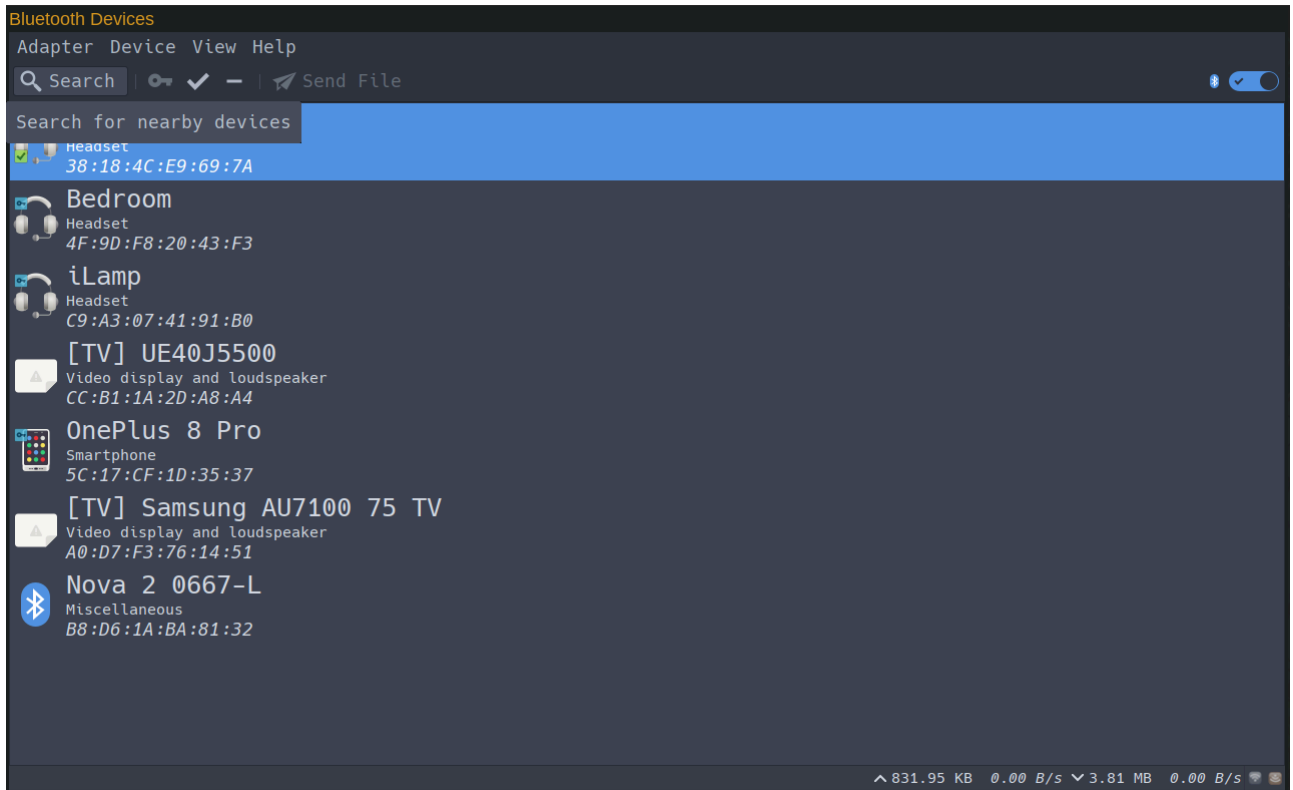 Bluetooth Devices
Adapter Device View Help
Search Send File
Search for nearby devices
Headset
38:18:4C:E9:69:7A
Bedroom
Headset
4F:9D:F8:20:43:F3
iLamp
Headset
C9:A3:07:41:91:B0
[TV] UE40J5500
Video display and loudspeaker
CC:B1:1A:2D:A8:A4
OnePlus 8 Pro
Smartphone
5C:17:CF:1D:35:37
[TV] Samsung AU7100 75 TV
Video display and loudspeaker
A0:D7:F3:76:14:51
Nova 2 0667-L
Miscellaneous
B8:D6:1A:BA:81:32
831.95 KB 0.00 B/s 3.81 MB 0.00 B/s